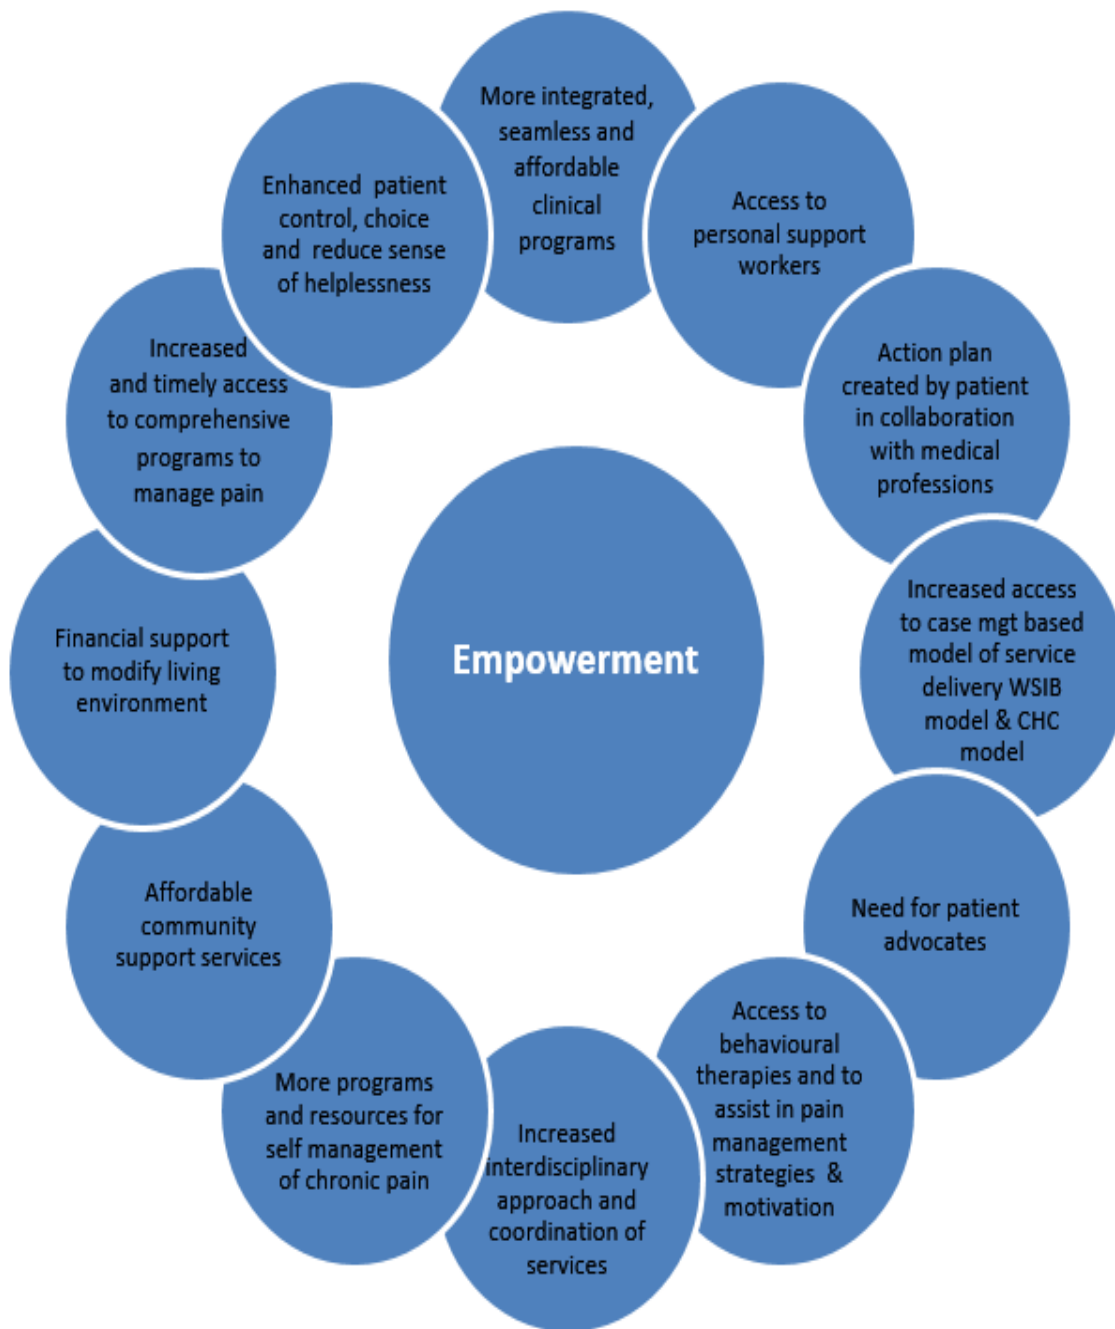 More integrated,
seamless and
affordable
clinical
programs
Access to
personal support
workers
Action plan
created by patient
in collaboration
with medical
professions
Increased access
to case mgt based
model of service
delivery WSIB
model & CHC
model
Need for patient
advocates
Access to
behavioural
therapies and to
assist in pain
management
strategies &
motivation
Increased
interdisciplinary
approach and
coordination of
services
More programs
and resources for
self management
of chronic pain
Affordable
community
support services
Financial support
to modify living
environment
Increased
and timely access
to comprehensive
programs to
manage pain
Enhanced patient
control, choice
and reduce sense
of helplessness
Empowerment